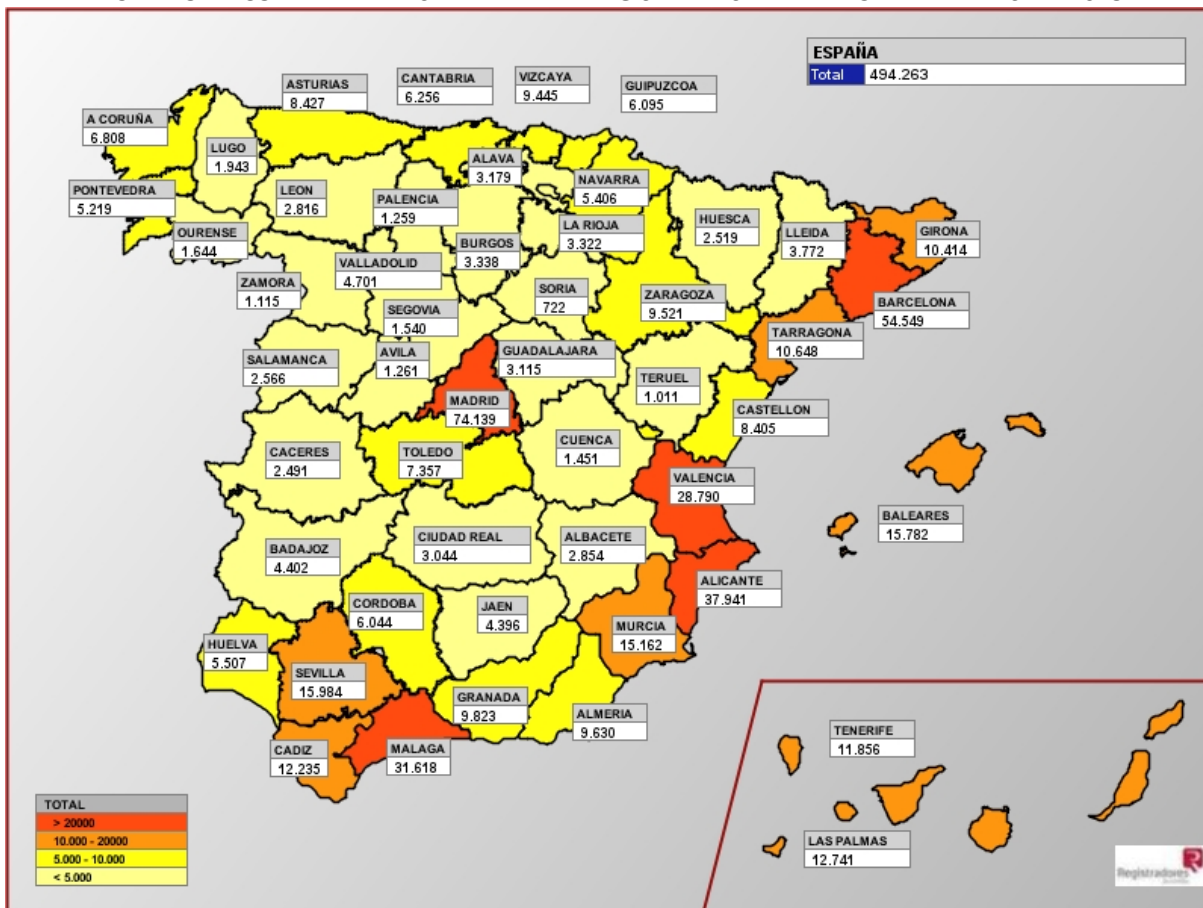 ESPAÑA
Total 494.263
ASTURIAS
8.427
CANTABRIA
6.256
VIZCAYA
9.445
GUIPUZCOA
6.095
A CORUÑA
6.808
LUGO
1.943
ALAVA
3.179
NAVARRA
5.406
PONTEVEDRA
5.219
LEON
2.816
PALENCIA
1.259
OURENSE
1.644
BURGOS
3.338
LA RIOJA
3.322
HUESCA
2.519
LLEIDA
3.772
GIRONA
10.414
ZAMORA
1.115
VALLADOLID
4.701
SORIA
722
ZARAGOZA
9.521
BARCELONA
54.549
SEGOVIA
1.540
TARRAGONA
10.648
SALAMANCA
2.566
AVILA
1.261
GUADALAJARA
3.115
TERUEL
1.011
MADRID
74.139
CASTELLON
8.405
CACERES
2.491
TOLEDO
7.357
CUENCA
1.451
VALENCIA
28.790
BALEARES
15.782
BADAJOZ
4.402
CIUDAD REAL
3.044
ALBACETE
2.854
ALICANTE
37.941
CORDOBA
6.044
JAEN
4.396
MURCIA
15.162
HUELVA
5.507
SEVILLA
15.984
GRANADA
9.823
ALMERIA
9.630
CADIZ
12.235
MALAGA
31.618
TENERIFE
11.856
LAS PALMAS
12.741
TOTAL
> 20000
10.000 - 20000
5.000 - 10.000
< 5.000
Registradores